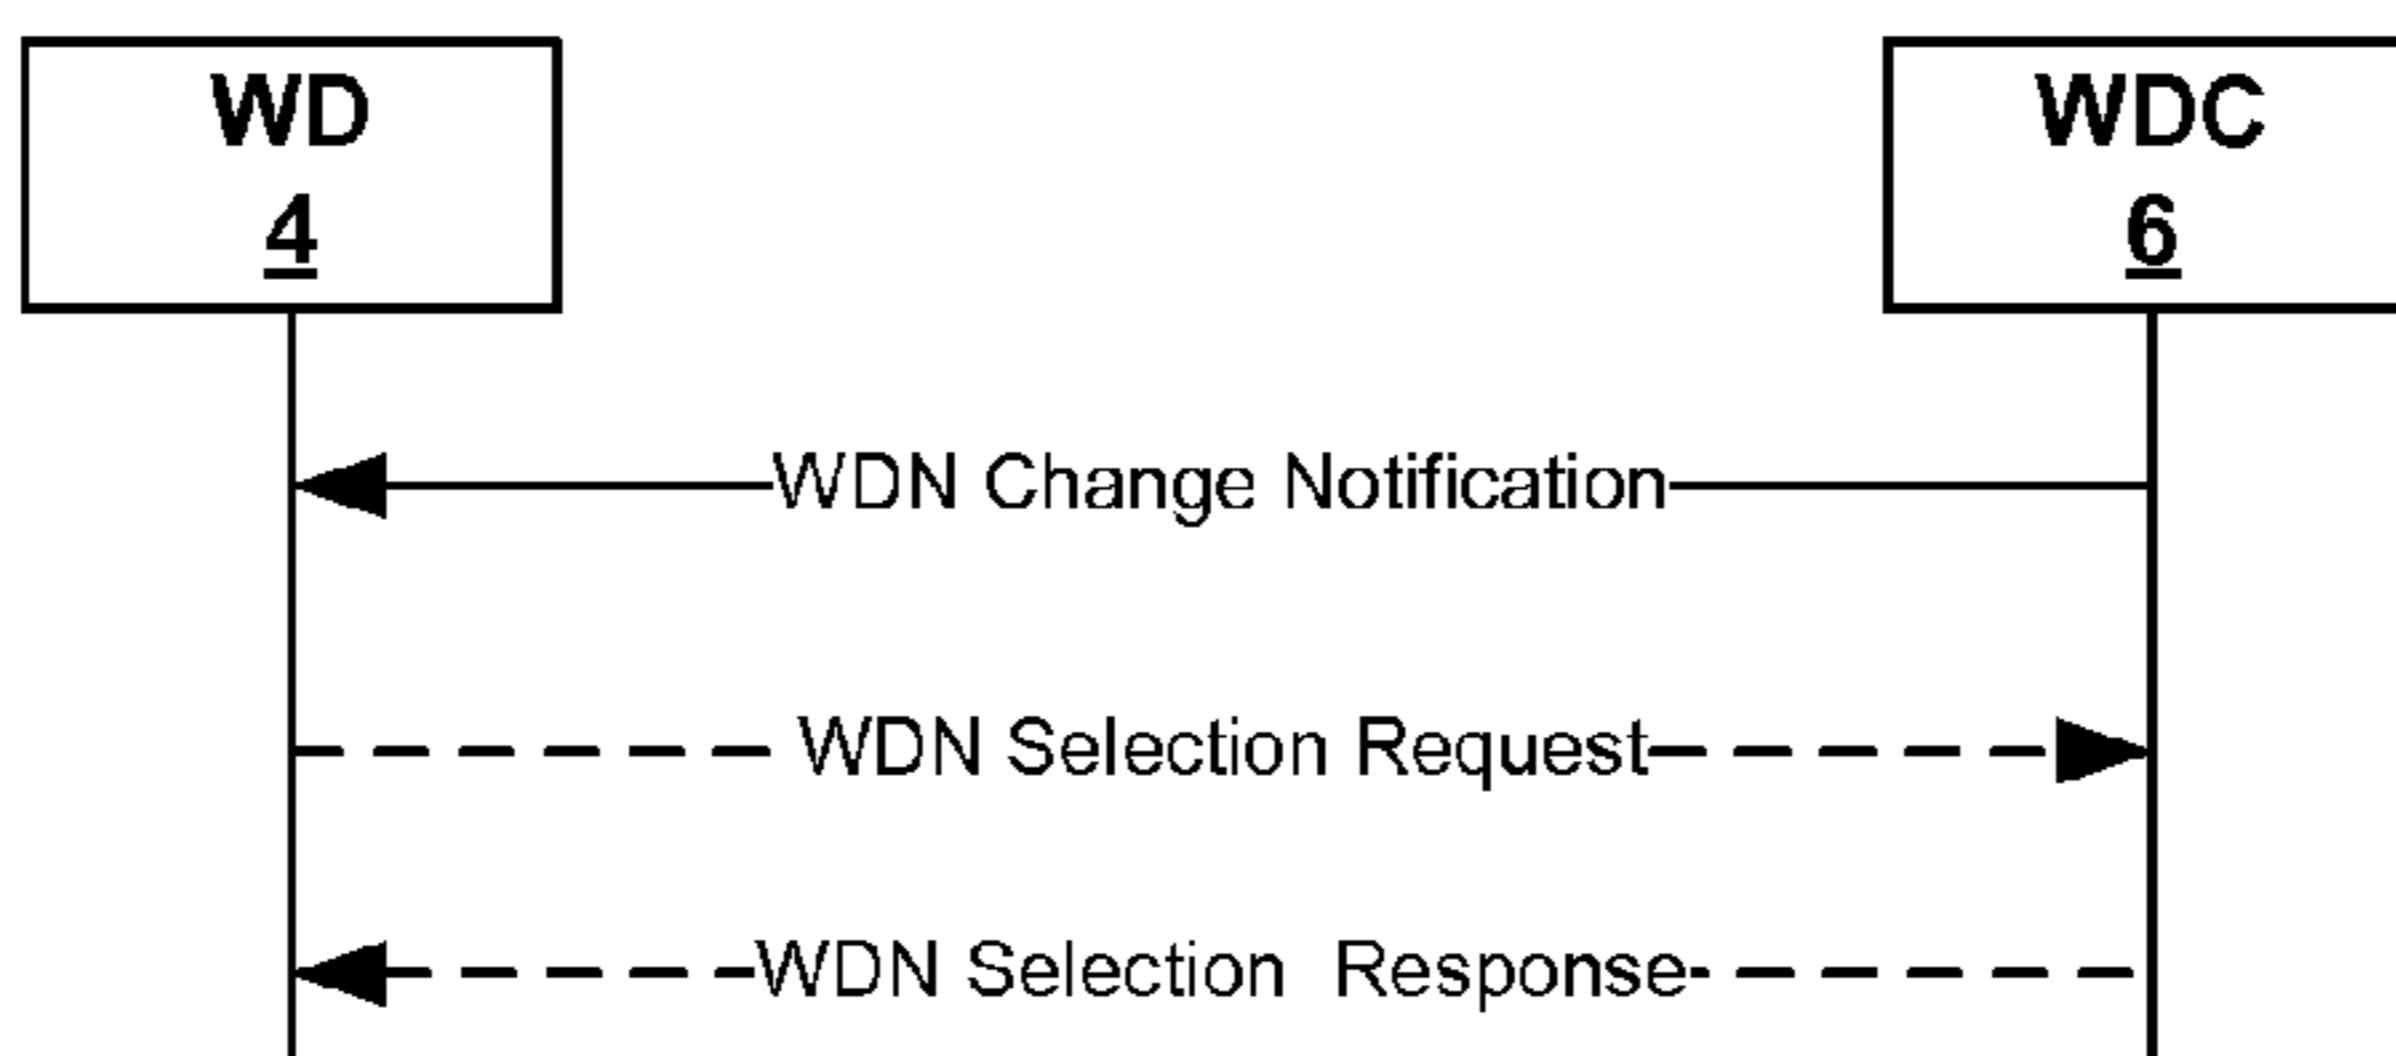 WD
4
WDC
6
WDN Change Notification
WDN Selection Request
WDN Selection Response